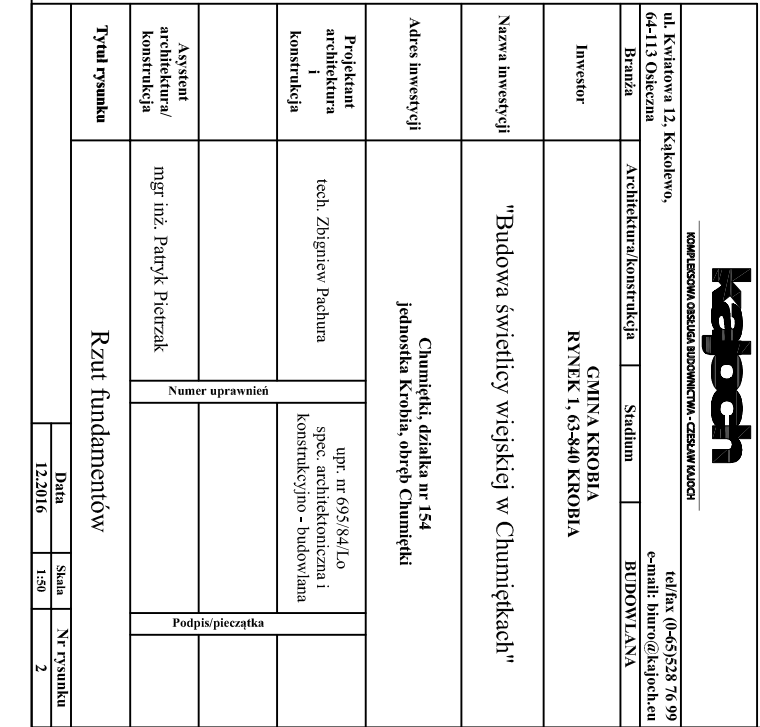 kajoch
KOMPLEKSOWA OBSŁUGA BUDOWNICTWA - CZESŁAW KAJOCH
ul. Kwiatowa 12, Kąkolewo,
64-113 Osieczna
tel/fax (0-65)528 76 99
e-mail: biuro@kajoch.eu
Branża
Architektura/konstrukcja
Stadium
BUDOWLANA
Inwestor
GMINA KROBIA
RYNEK 1, 63-840 KROBIA
Nazwa inwestycji
"Budowa świetlicy wiejskiej w Chumiętkach"
Adres inwestycji
Chumiętki, działka nr 154
jednostka Krobia, obręb Chumiętki
Projektant
architektura
i
konstrukcja
tech. Zbigniew Pachura
Numer uprawnień
upr. nr 695/84/Lo
spec. architektoniczna i
konstrukcyjno - budowlana
Podpis/pieczątka
Asystent
architektura/
konstrukcja
mgr inż. Patryk Pietrzak
Tytuł rysunku
Rzut fundamentów
Data
Skala
Nr rysunku
12.2016
1:50
2